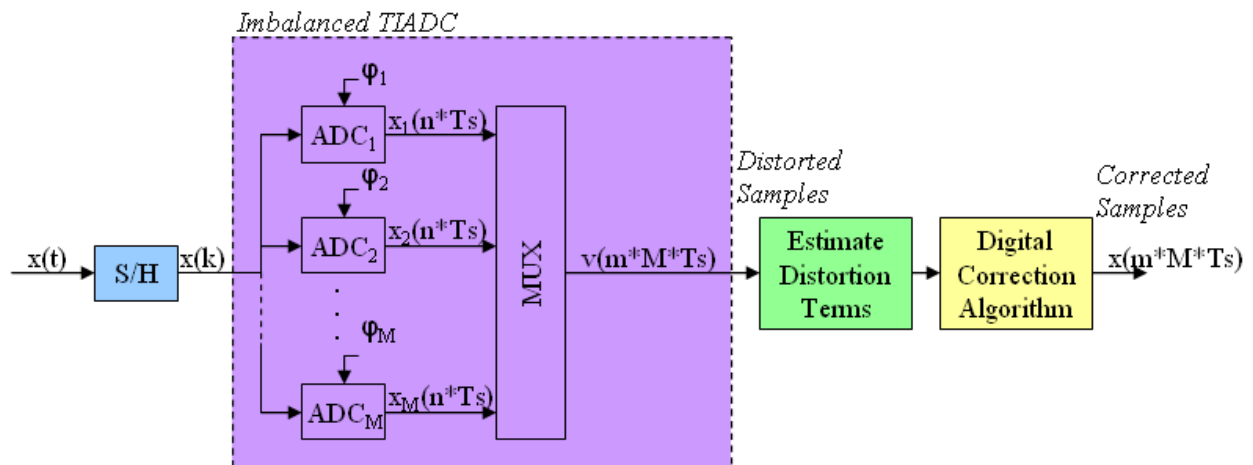 Imbalanced TIADC
φ₁
ADC₁
x₁(n*Ts)
φ₂
ADC₂
x₂(n*Ts)
.
.
.
φM
ADCM
xM(n*Ts)
MUX
x(t)
S/H
x(k)
v(m*M*Ts)
Distorted
Samples
Estimate
Distortion
Terms
Digital
Correction
Algorithm
Corrected
Samples
x(m*M*Ts)